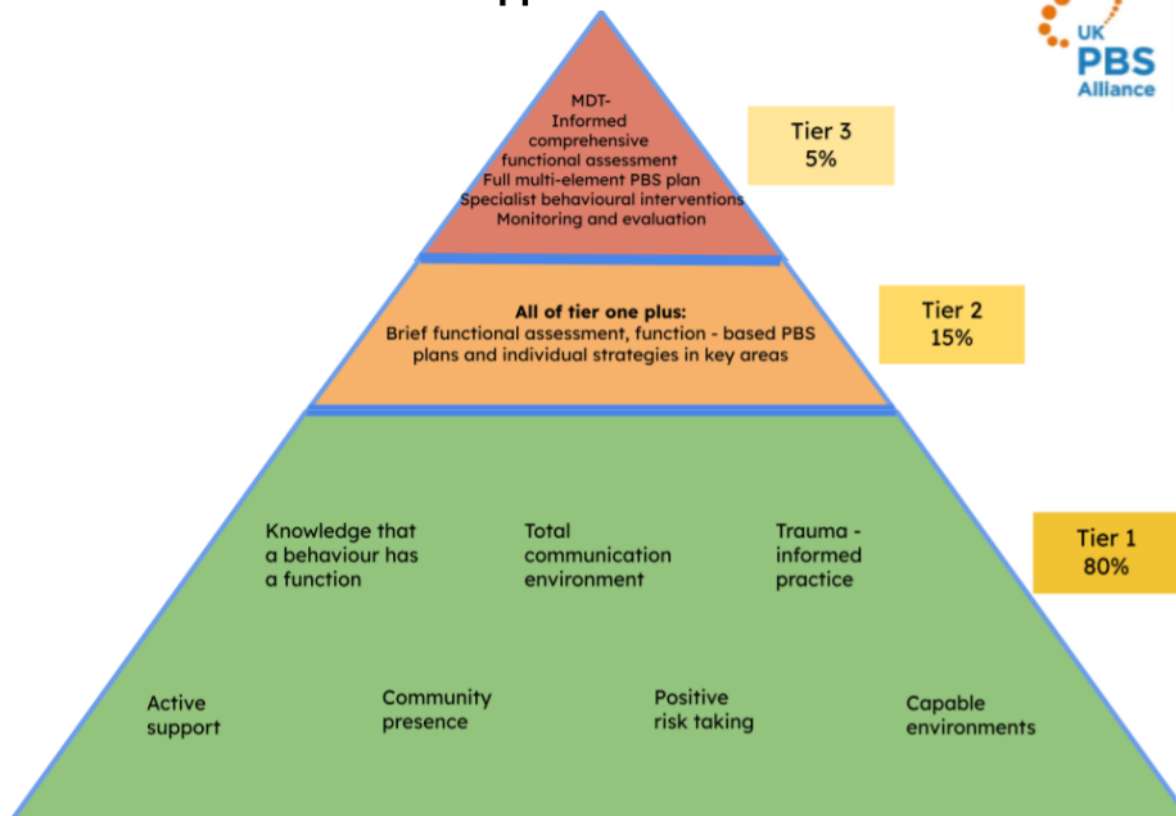 UK
PBS
Alliance
MDT-
Informed
comprehensive
functional assessment
Full multi-element PBS plan
Specialist behavioural interventions
Monitoring and evaluation
Tier 3
5%
All of tier one plus:
Brief functional assessment, function - based PBS
plans and individual strategies in key areas
Tier 2
15%
Knowledge that
a behaviour has
a function
Total
communication
environment
Trauma -
informed
practice
Tier 1
80%
Active
support
Community
presence
Positive
risk taking
Capable
environments